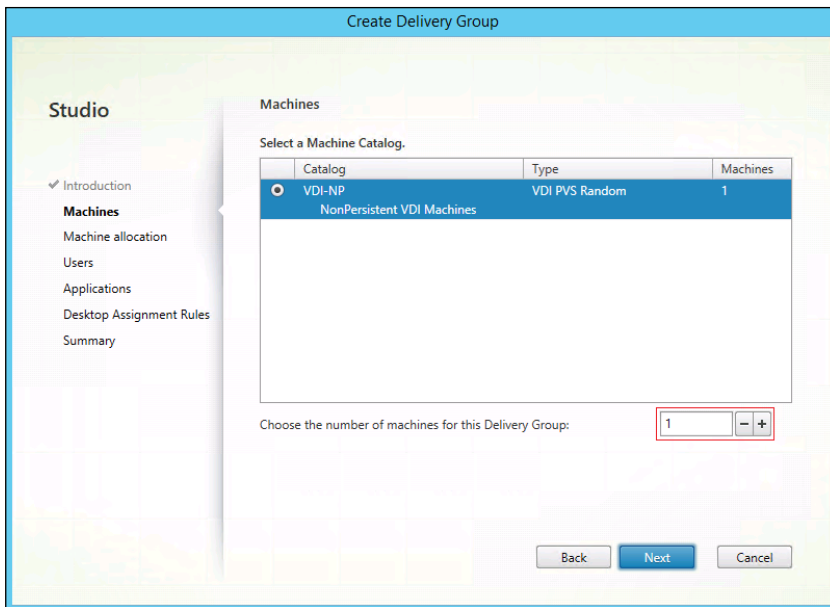 Create Delivery Group
Studio
Introduction
Machines
Machine allocation
Users
Applications
Desktop Assignment Rules
Summary
Machines
Select a Machine Catalog.
Catalog Type Machines
VDI-NP VDI PVS Random 1
NonPersistent VDI Machines
Choose the number of machines for this Delivery Group: 1 - +
Back Next Cancel